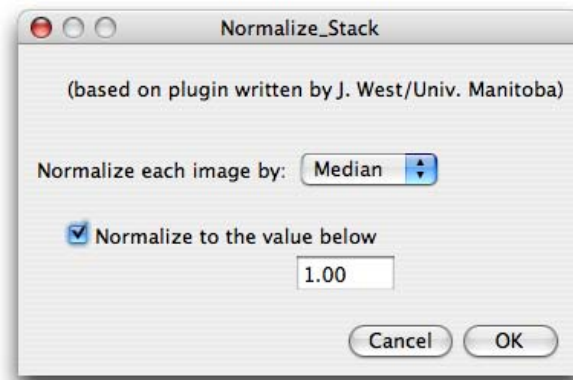 Normalize_Stack
(based on plugin written by J. West/Univ. Manitoba)
Normalize each image by: Median
Normalize to the value below
1.00
Cancel OK